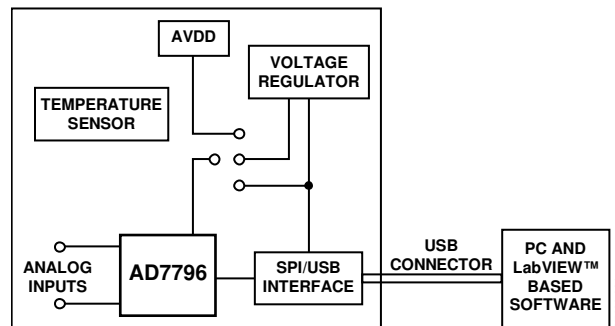 AVDD
VOLTAGE
REGULATOR
TEMPERATURE
SENSOR
ANALOG
INPUTS
AD7796
SPI/USB
INTERFACE
USB
CONNECTOR
PC AND
LabVIEW™
BASED
SOFTWARE